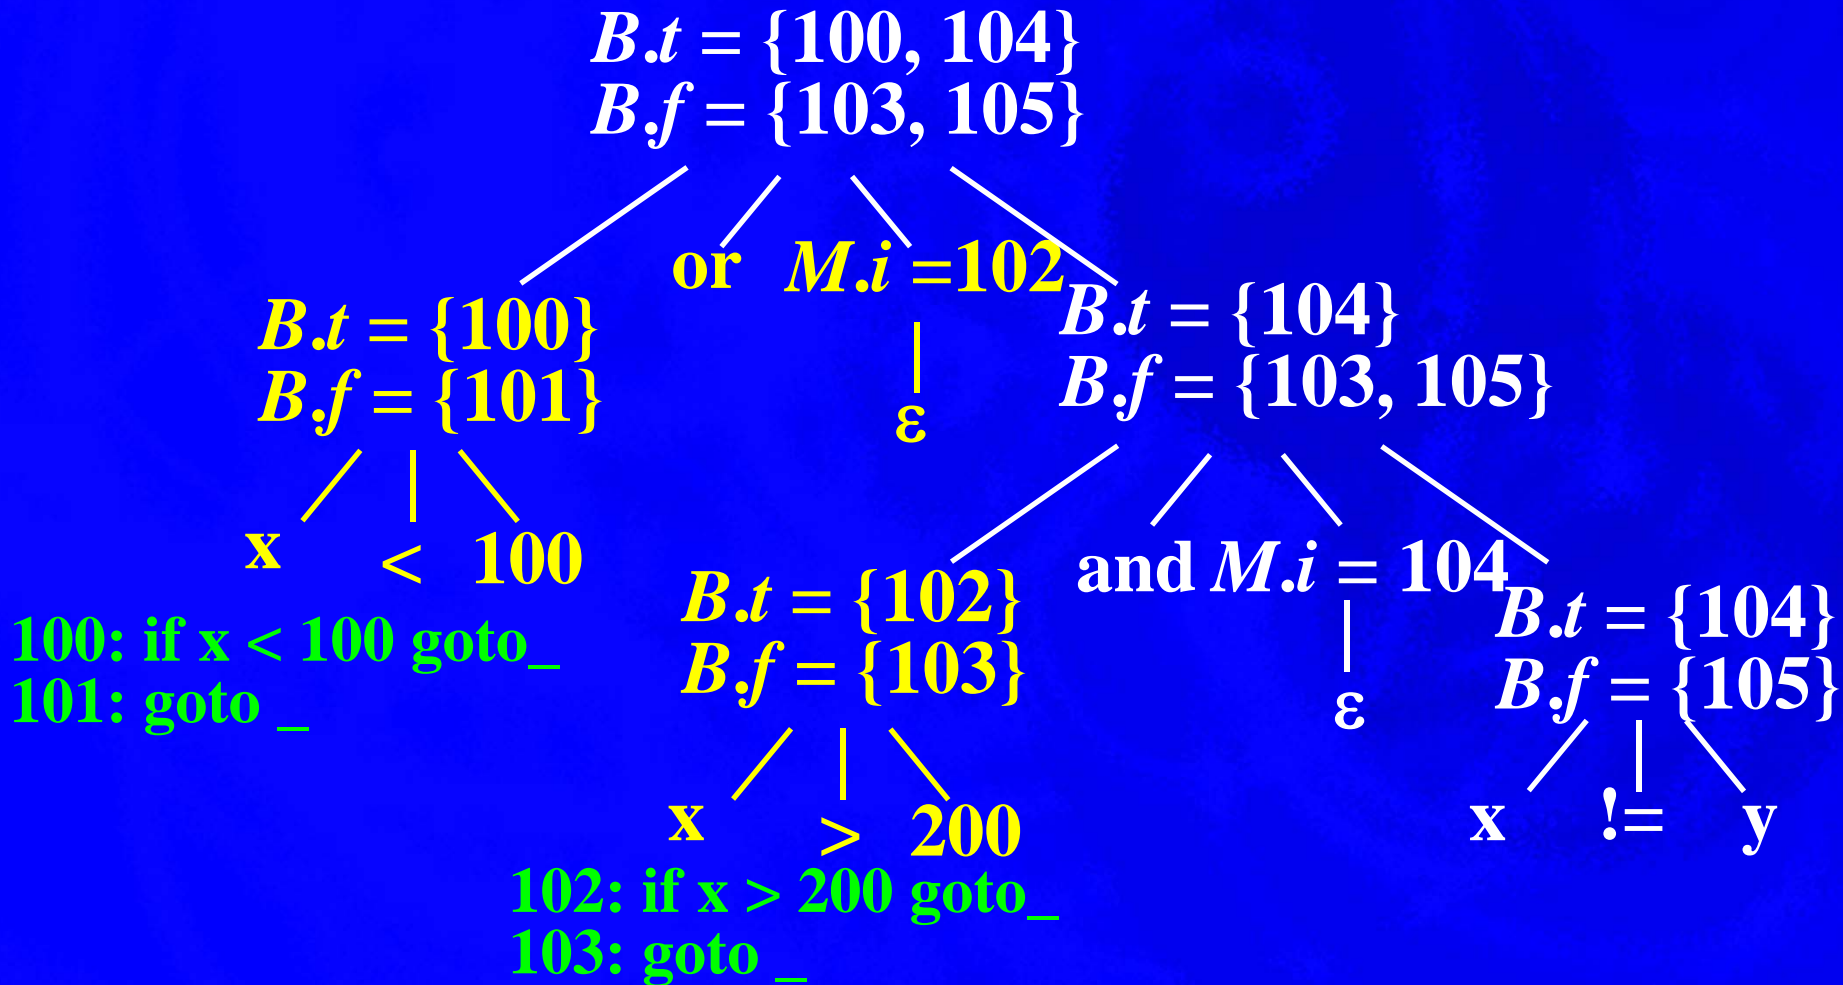 B.t = {100, 104}
B.f = {103, 105}
or M.i =102
B.t = {100}
B.f = {101}
B.t = {104}
B.f = {103, 105}
ε
x < 100
and M.i = 104
B.t = {102}
B.f = {103}
B.t = {104}
B.f = {105}
100: if x < 100 goto_
101: goto _
ε
x > 200
x != y
102: if x > 200 goto_
103: goto _